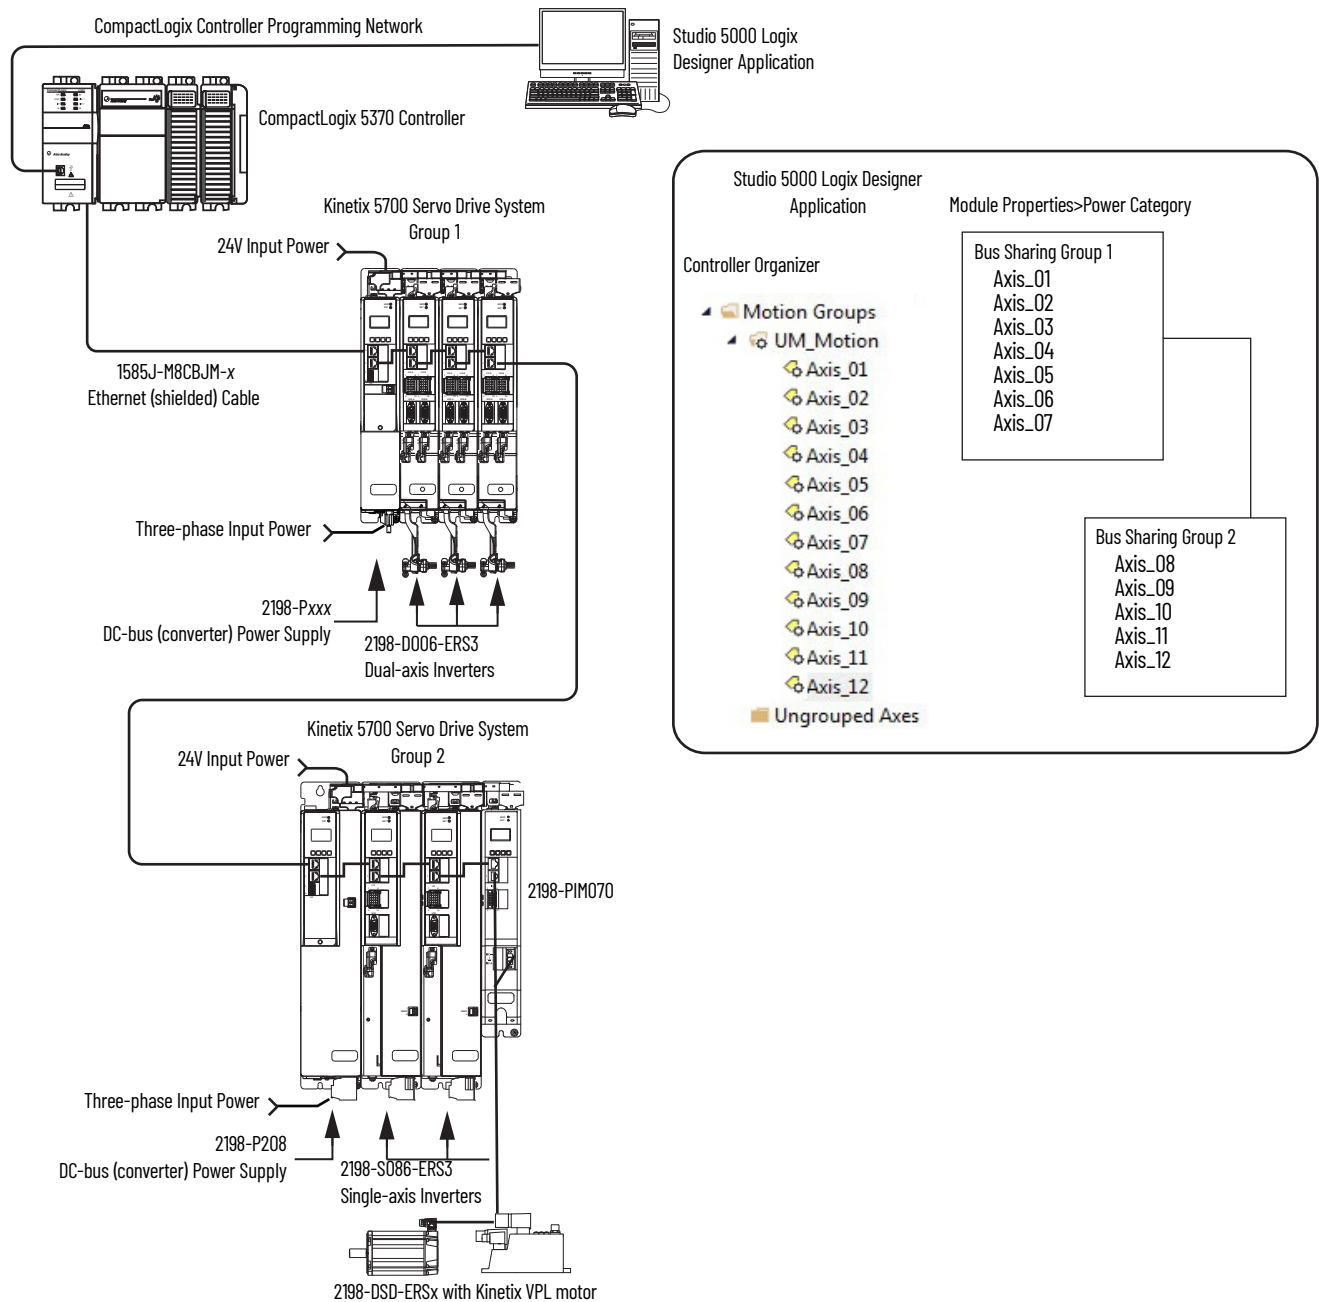 CompactLogix Controller Programming Network
Studio 5000 Logix
Designer Application
CompactLogix 5370 Controller
Kinetix 5700 Servo Drive System
Group 1
24V Input Power
1585J-M8CBJM-x
Ethernet (shielded) Cable
Three-phase Input Power
2198-Pxxx
DC-bus (converter) Power Supply
2198-D006-ERS3
Dual-axis Inverters
Kinetix 5700 Servo Drive System
Group 2
24V Input Power
2198-PIM070
Three-phase Input Power
2198-P208
DC-bus (converter) Power Supply
2198-S086-ERS3
Single-axis Inverters
2198-DSD-ERSx with Kinetix VPL motor
Studio 5000 Logix Designer
Application
Controller Organizer
Motion Groups
UM_Motion
Axis_01
Axis_02
Axis_03
Axis_04
Axis_05
Axis_06
Axis_07
Axis_08
Axis_09
Axis_10
Axis_11
Axis_12
Ungrouped Axes
Module Properties>Power Category
Bus Sharing Group 1
Axis_01
Axis_02
Axis_03
Axis_04
Axis_05
Axis_06
Axis_07
Bus Sharing Group 2
Axis_08
Axis_09
Axis_10
Axis_11
Axis_12